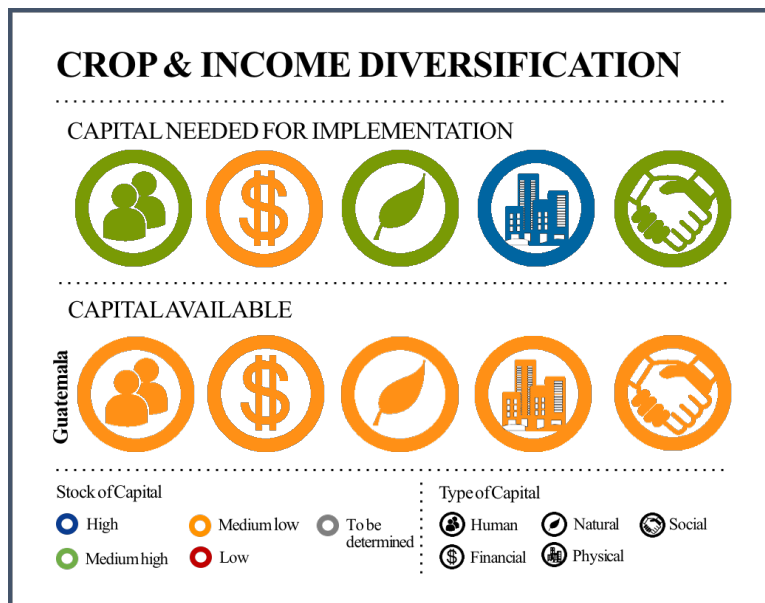 CROP & INCOME DIVERSIFICATION
CAPITAL NEEDED FOR IMPLEMENTATION
CAPITAL AVAILABLE
Guatemala
Stock of Capital
High
Medium low
To be
determined
Medium high
Low
Type of Capital
Human
Natural
Social
Financial
Physical